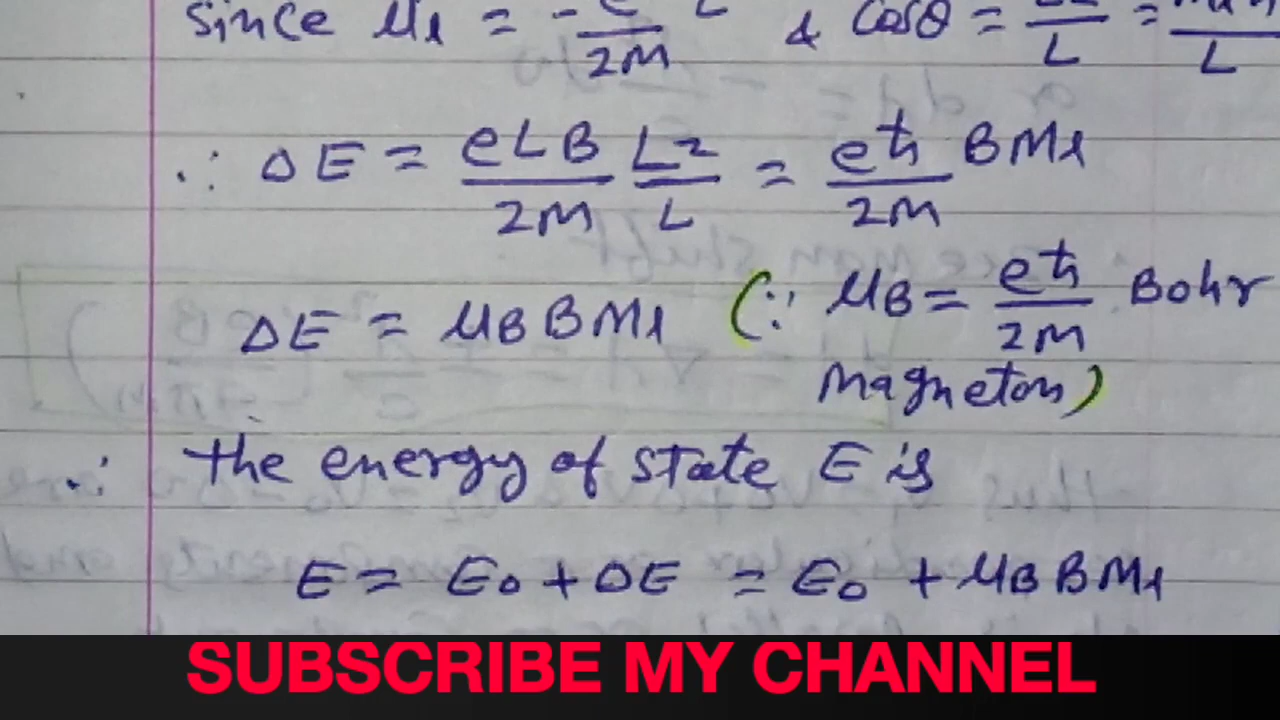 since μl = -e/2m L & cosθ = Lz/L = mlħ/L
∴ ΔE = eLB/2m Lz/L = eħ/2m B Ml
ΔE = μB B Ml (∵ μB = eħ/2m Bohr
magneton)
∴ the energy of state E is
E = E0 + ΔE = E0 + μB B Ml
SUBSCRIBE MY CHANNEL